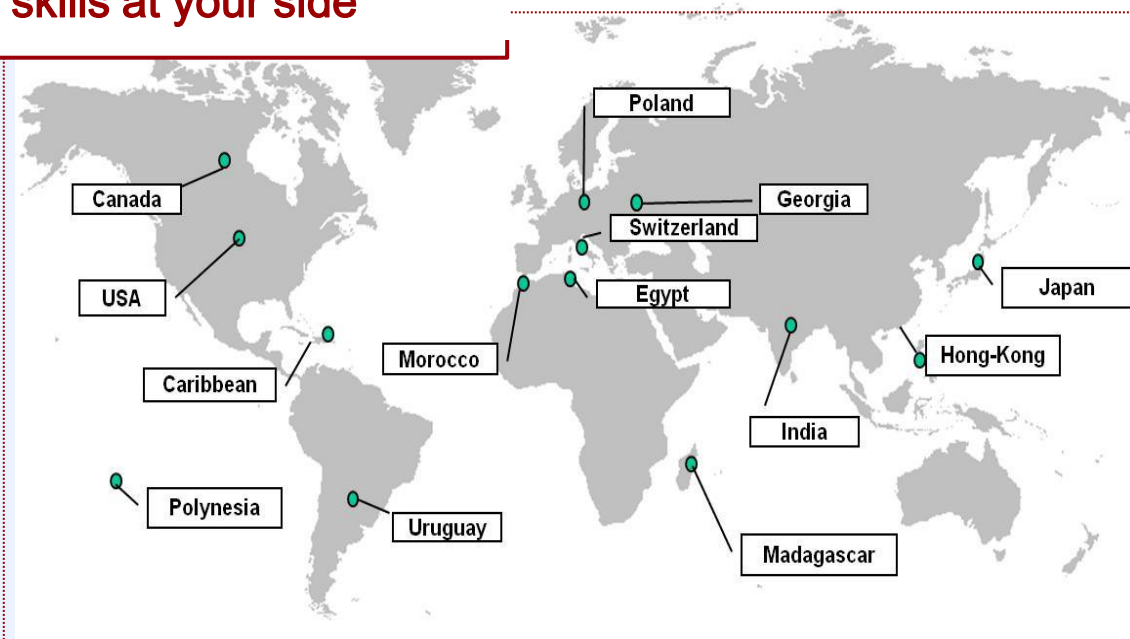 skills at your side
Poland
Canada
Georgia
Switzerland
USA
Egypt
Japan
Morocco
Hong-Kong
Caribbean
India
Polynesia
Uruguay
Madagascar